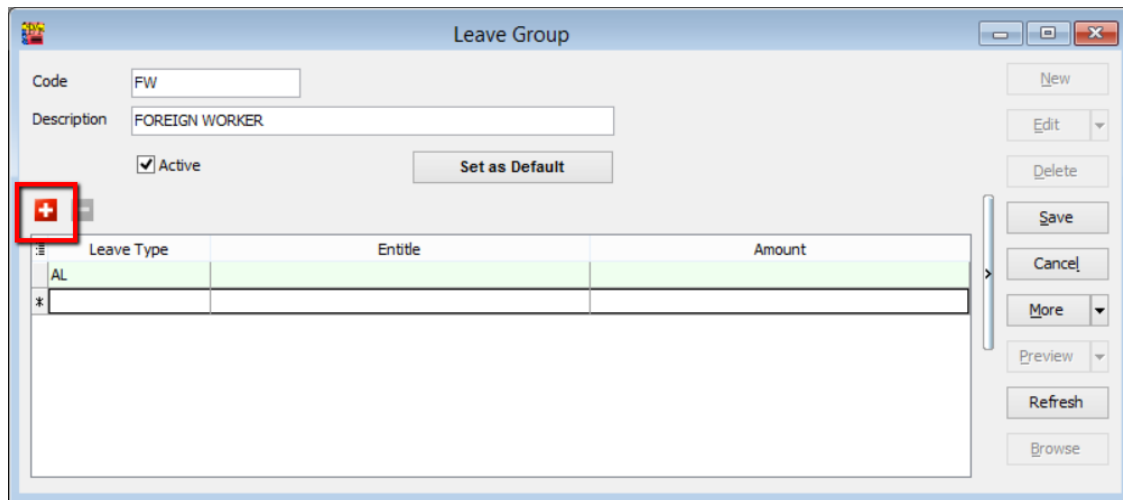 Leave Group
Code FW New
Description FOREIGN WORKER Edit
Active Set as Default Delete
Save
Leave Type Entitle Amount
AL Cancel
* More
Preview
Refresh
Browse